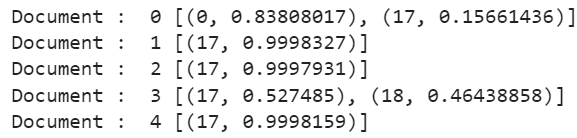 Document :  0 [(0, 0.83808017), (17, 0.15661436)]
Document :  1 [(17, 0.9998327)]
Document :  2 [(17, 0.9997931)]
Document :  3 [(17, 0.527485), (18, 0.46438858)]
Document :  4 [(17, 0.9998159)]